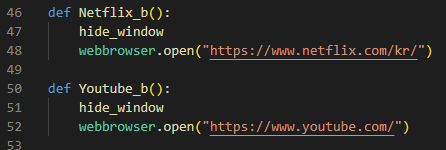 46 def Netflix_b():
47     hide_window
48     webbrowser.open("https://www.netflix.com/kr/")
49
50 def Youtube_b():
51     hide_window
52     webbrowser.open("https://www.youtube.com/")
53